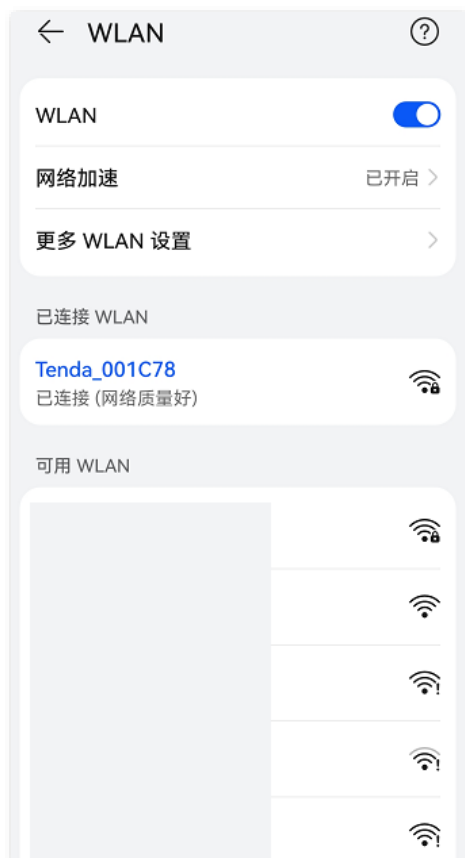 WLAN
WLAN
网络加速 已开启
更多 WLAN 设置
已连接 WLAN
Tenda_001C78
已连接 (网络质量好)
可用 WLAN